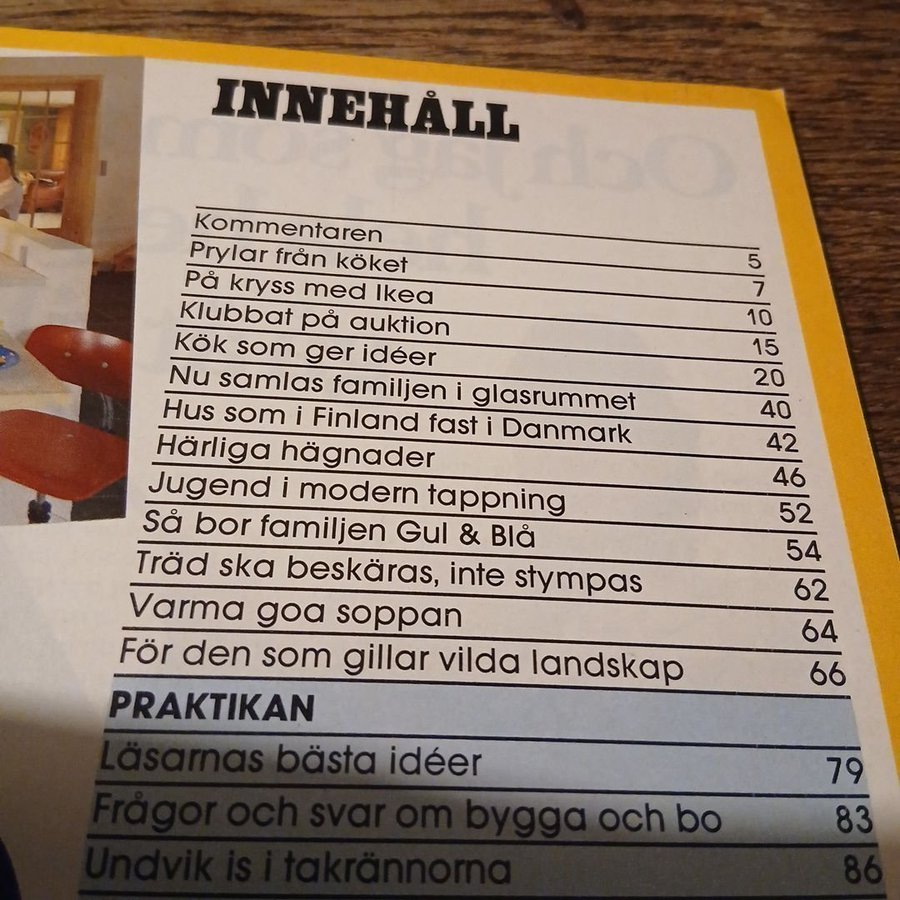 INNEHÅLL
Kommentaren 5
Prylar från köket 7
På kryss med Ikea 10
Klubbat på auktion 15
Kök som ger idéer 20
Nu samlas familjen i glasrummet 40
Hus som i Finland fast i Danmark 42
Härliga hägnader 46
Jugend i modern tappning 52
Så bor familjen Gul & Blå 54
Träd ska beskäras, inte stympas 62
Varma goa soppan 64
För den som gillar vilda landskap 66
PRAKTIKAN
Läsarnas bästa idéer 79
Frågor och svar om bygga och bo 83
Undvik is i takrännorna 86